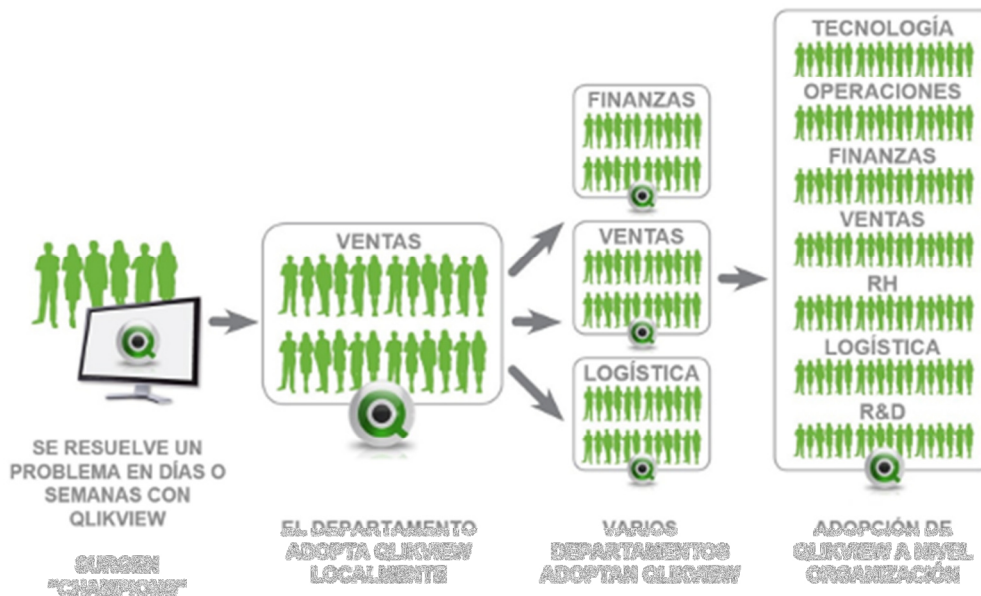 SE RESUELVE UN
PROBLEMA EN DÍAS O
SEMANAS CON
QLIKVIEW
SURGEN
"CHAMPIONS"
VENTAS
EL DEPARTAMENTO
ADOPTA QLIKVIEW
LOCALMENTE
FINANZAS
VENTAS
LOGÍSTICA
VARIOS
DEPARTAMENTOS
ADOPTAN QLIKVIEW
TECNOLOGÍA
OPERACIONES
FINANZAS
VENTAS
RH
LOGÍSTICA
R&D
ADOPCIÓN DE
QLIKVIEW A NIVEL
ORGANIZACIÓN